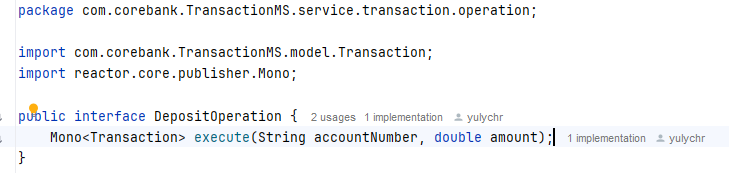 package com.corebank.TransactionMS.service.transaction.operation;
import com.corebank.TransactionMS.model.Transaction;
import reactor.core.publisher.Mono;
public interface DepositOperation { 2 usages 1 implementation yulychr
Mono<Transaction> execute(String accountNumber, double amount); 1 implementation yulychr
}